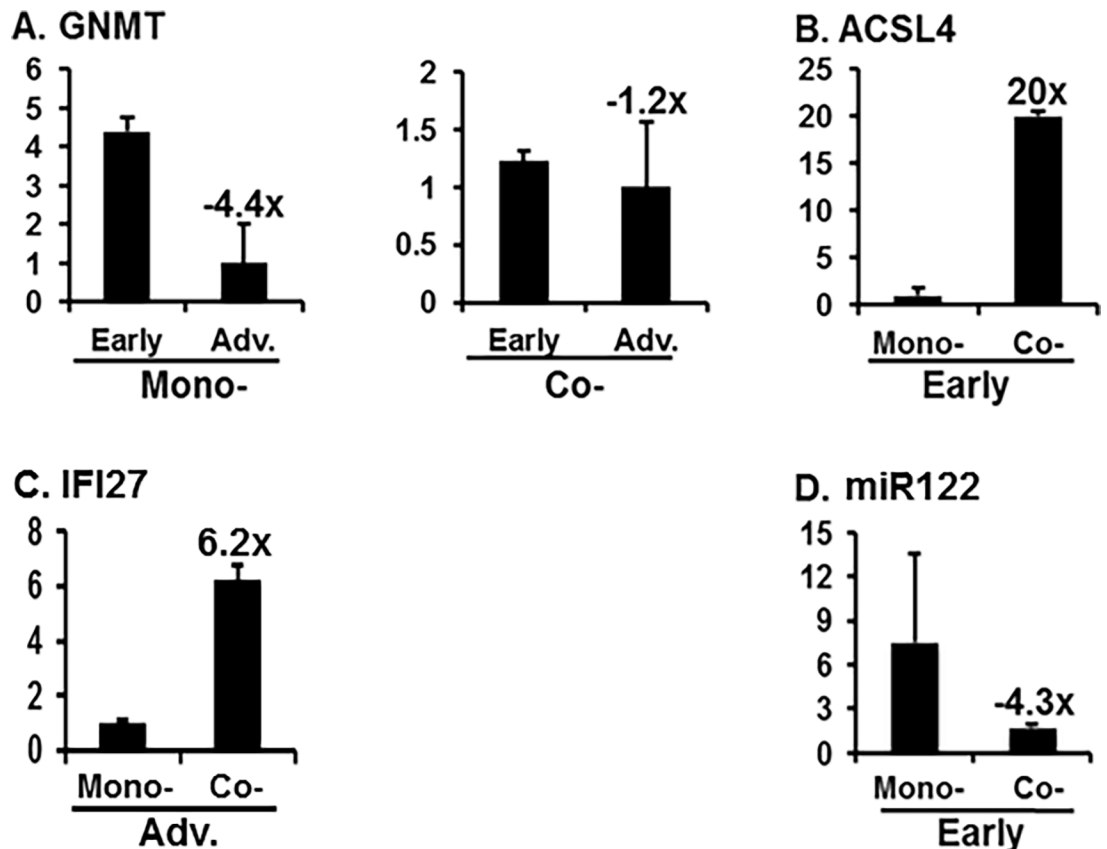 A. GNMT
6
5
4
3
2
1
0
-4.4x
Early Adv.
Mono-
2
1.5
1
0.5
0
-1.2x
Early Adv.
Co-
B. ACSL4
25
20
15
10
5
0
20x
Mono- Co-
Early
C. IFI27
8
6
4
2
0
6.2x
Mono- Co-
Adv.
D. miR122
15
12
9
6
3
0
-4.3x
Mono- Co-
Early